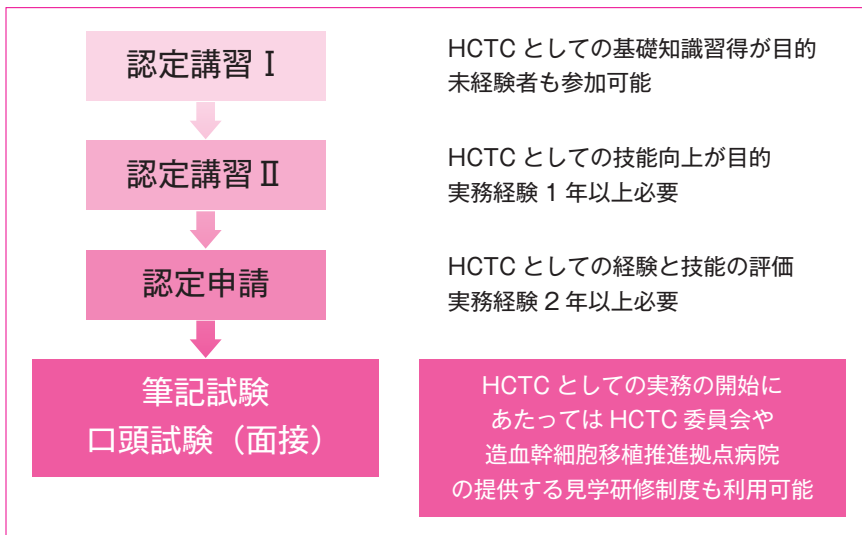 認定講習 Ⅰ
HCTC としての基礎知識習得が目的
未経験者も参加可能
認定講習 Ⅱ
HCTC としての技能向上が目的
実務経験 1 年以上必要
認定申請
HCTC としての経験と技能の評価
実務経験 2 年以上必要
筆記試験
口頭試験（面接）
HCTC としての実務の開始に
あたっては HCTC 委員会や
造血幹細胞移植推進拠点病院
の提供する見学研修制度も利用可能